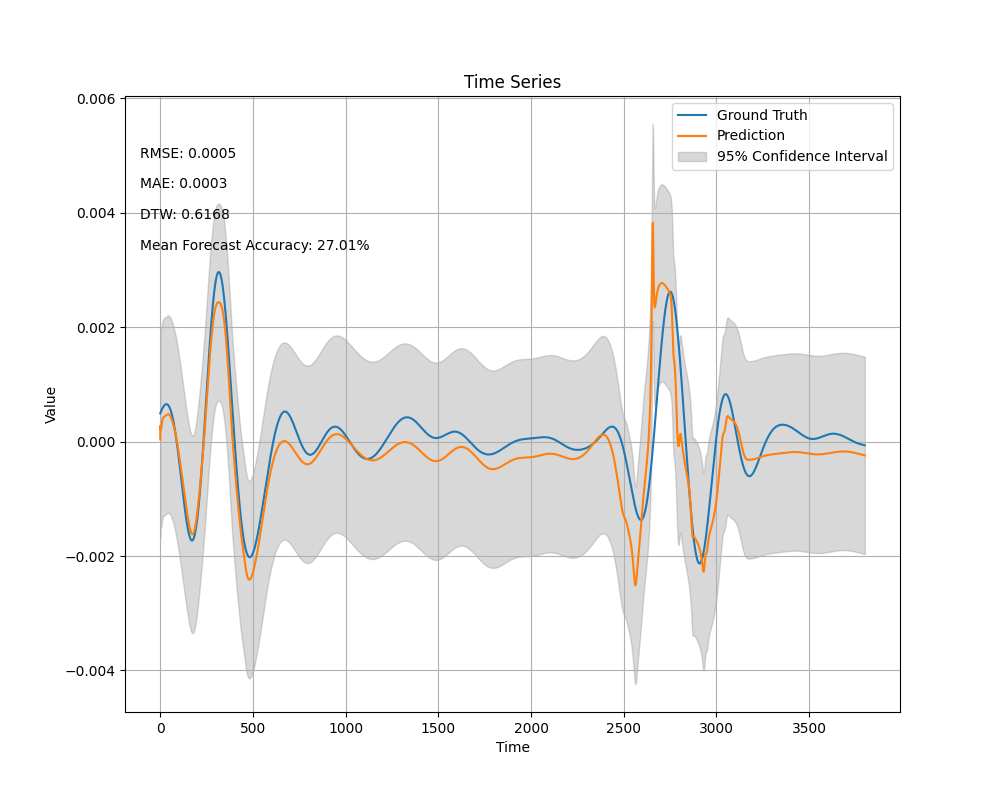 Time Series
0.006
0.004
0.002
0.000
−0.002
−0.004
Value
RMSE: 0.0005
MAE: 0.0003
DTW: 0.6168
Mean Forecast Accuracy: 27.01%
Ground Truth
Prediction
95% Confidence Interval
0 500 1000 1500 2000 2500 3000 3500
Time